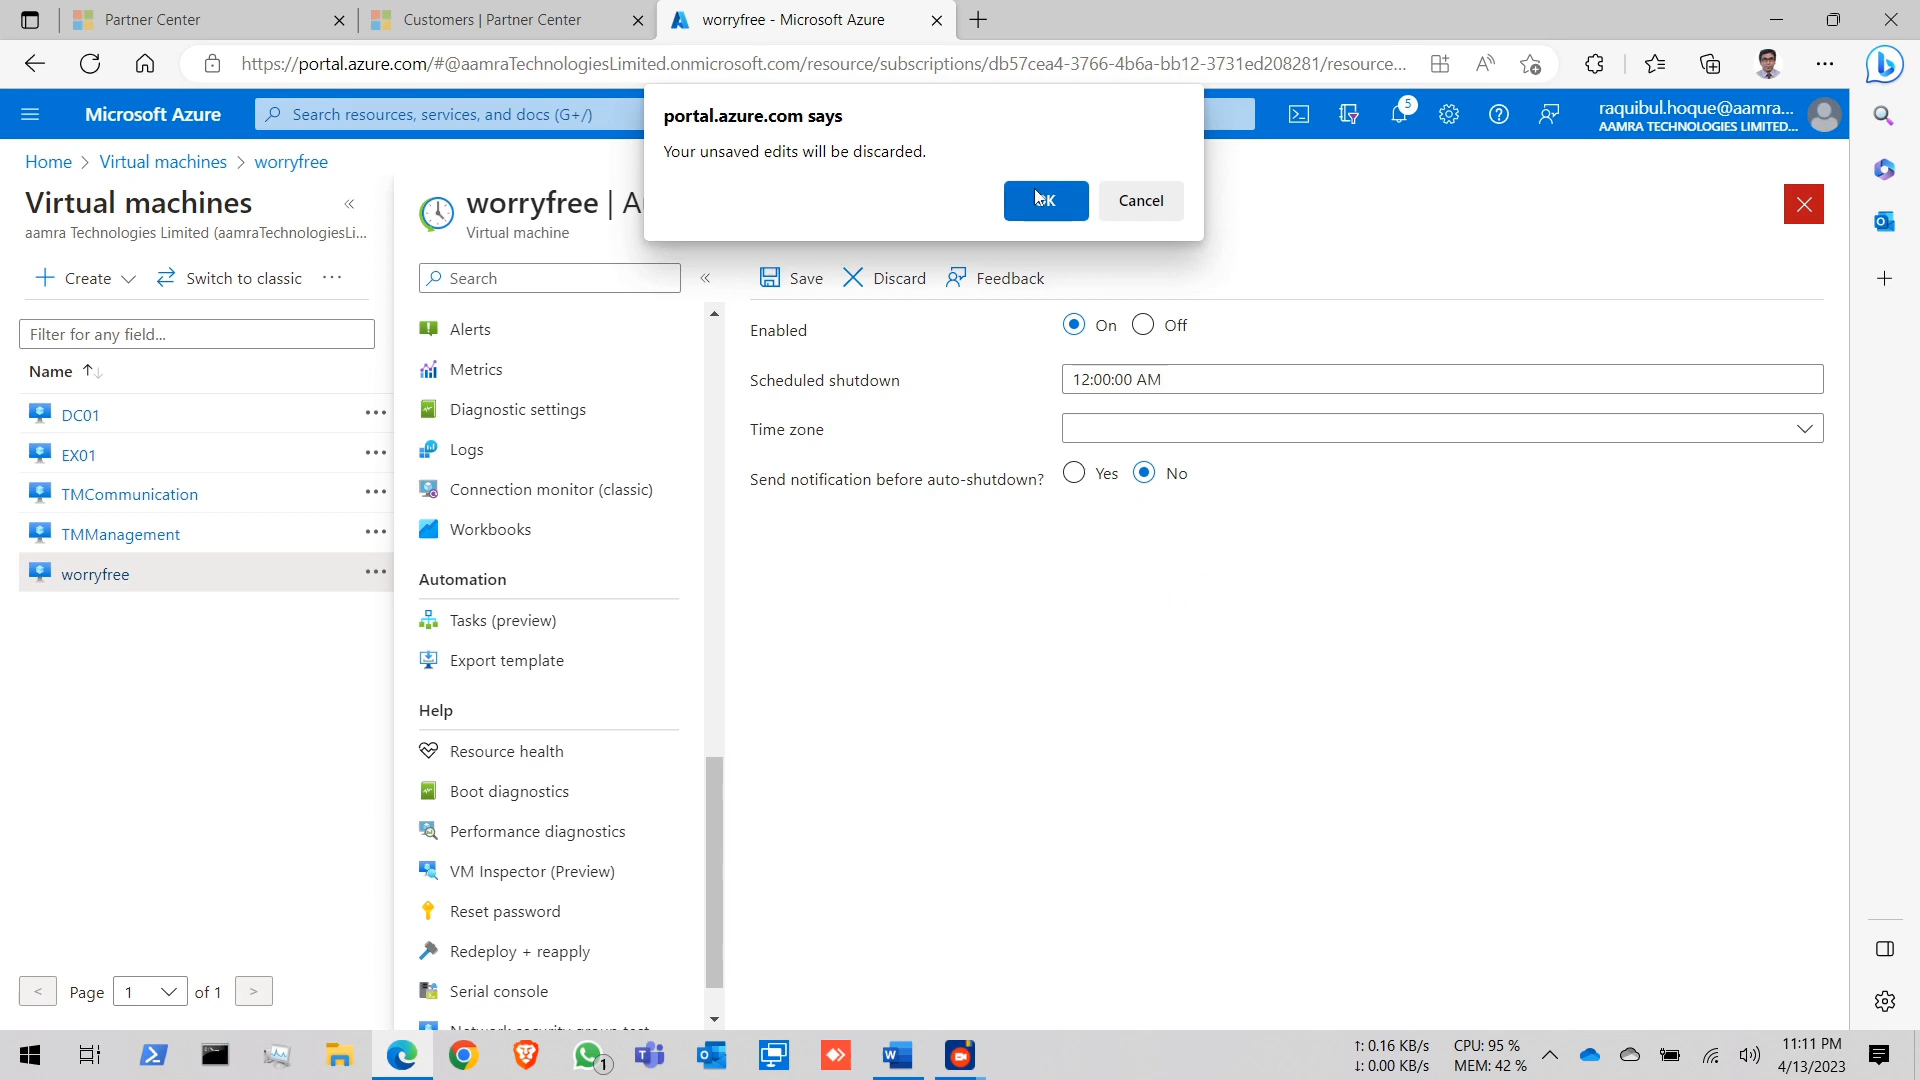 Partner Center
Customers | Partner Center
worryfree - Microsoft Azure
https://portal.azure.com/#@aamraTechnologiesLimited.onmicrosoft.com/resource/subscriptions/db57cea4-3766-4b6a-bb12-3731ed208281/resource...
Microsoft Azure
Search resources, services, and docs (G+/)
5
raquibul.hoque@aamra...
AAMRA TECHNOLOGIES LIMITED...
portal.azure.com says
Your unsaved edits will be discarded.
Cancel
Home > Virtual machines > worryfree
Virtual machines
aamra Technologies Limited (aamraTechnologiesLi...
Create
Switch to classic
Filter for any field...
Name
DC01
EX01
TMCommunication
TMManagement
worryfree
< Page 1 of 1 >
worryfree | A
Virtual machine
Search
Alerts
Metrics
Diagnostic settings
Logs
Connection monitor (classic)
Workbooks
Automation
Tasks (preview)
Export template
Help
Resource health
Boot diagnostics
Performance diagnostics
VM Inspector (Preview)
Reset password
Redeploy + reapply
Serial console
Save
Discard
Feedback
Enabled
On
Off
Scheduled shutdown
12:00:00 AM
Time zone
Send notification before auto-shutdown?
Yes
No
1
↑: 0.16 KB/s
↓: 0.00 KB/s
CPU: 95 %
MEM: 42 %
11:11 PM
4/13/2023